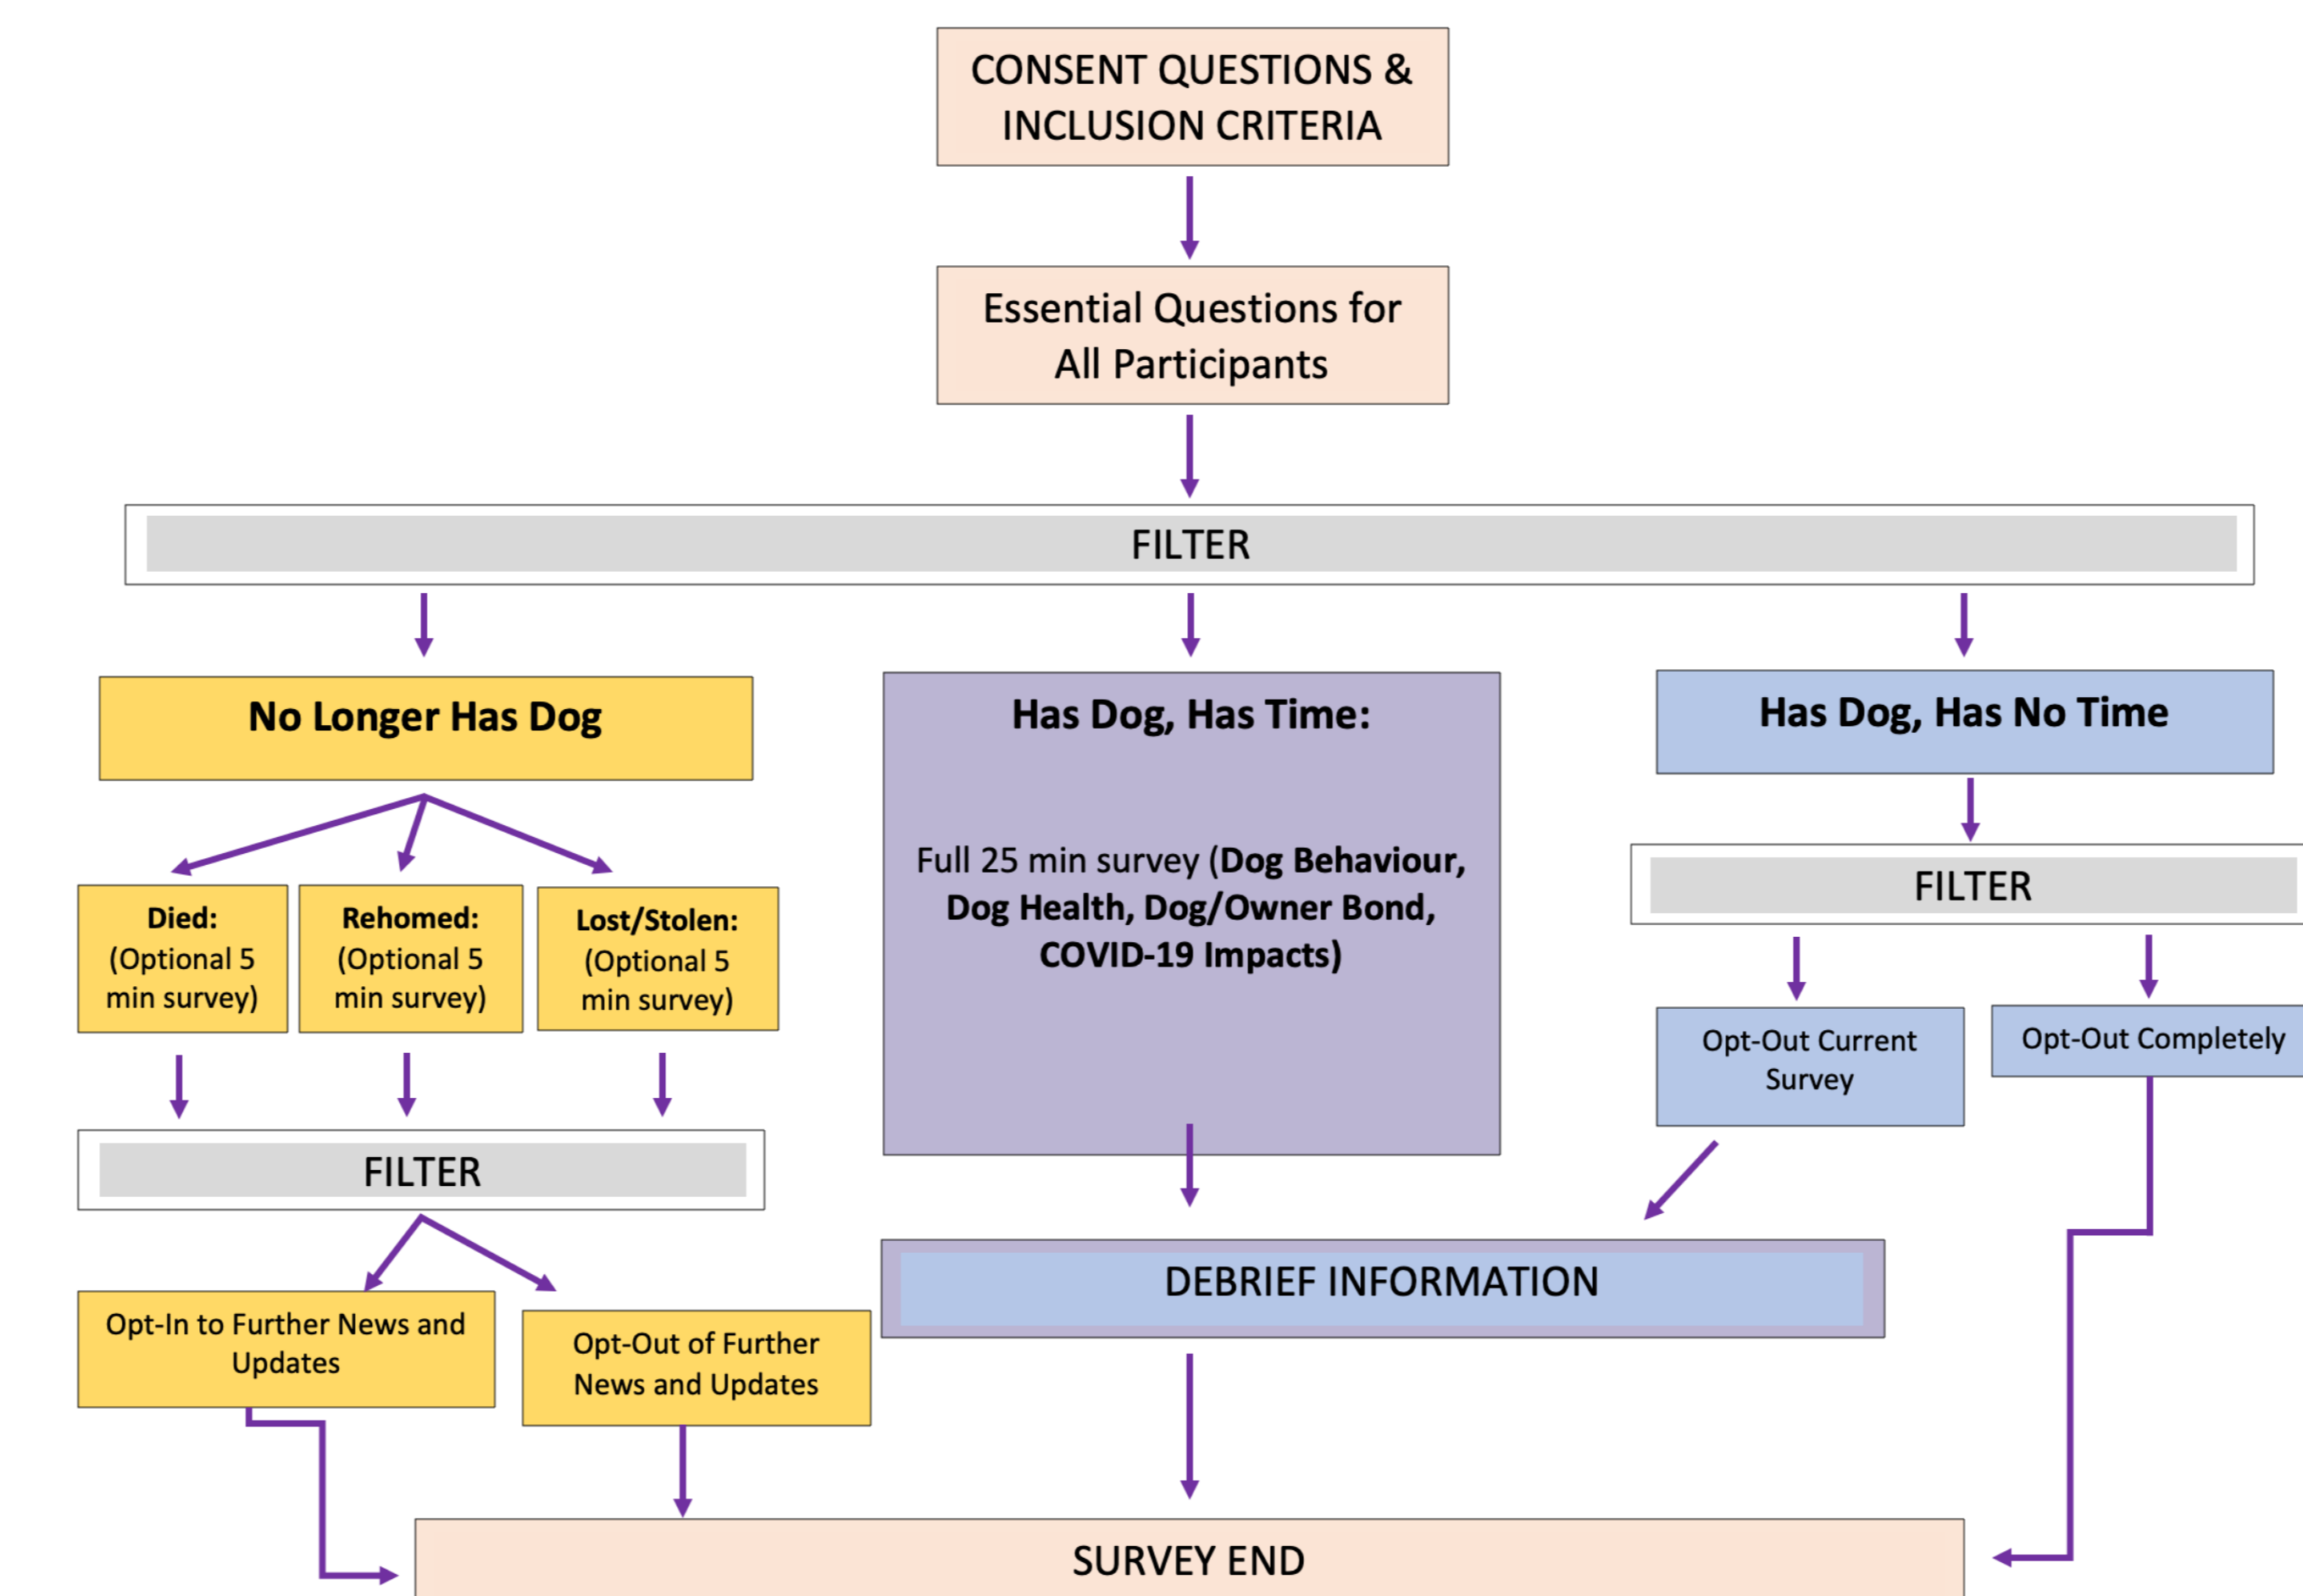 CONSENT QUESTIONS &
INCLUSION CRITERIA
Essential Questions for
All Participants
FILTER
No Longer Has Dog
Has Dog, Has Time:
Has Dog, Has No Time
Full 25 min survey (Dog Behaviour,
Dog Health, Dog/Owner Bond,
COVID-19 Impacts)
FILTER
Died:
(Optional 5
min survey)
Rehomed:
(Optional 5
min survey)
Lost/Stolen:
(Optional 5
min survey)
Opt-Out Current
Survey
Opt-Out Completely
FILTER
DEBRIEF INFORMATION
Opt-In to Further News and
Updates
Opt-Out of Further
News and Updates
SURVEY END